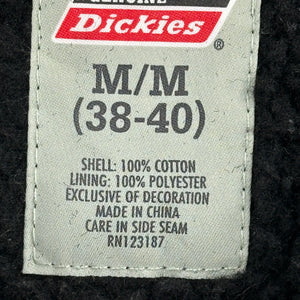 GENUINE
Dickies®
M/M
(38-40)
SHELL: 100% COTTON
LINING: 100% POLYESTER
EXCLUSIVE OF DECORATION
MADE IN CHINA
CARE IN SIDE SEAM
RN123187